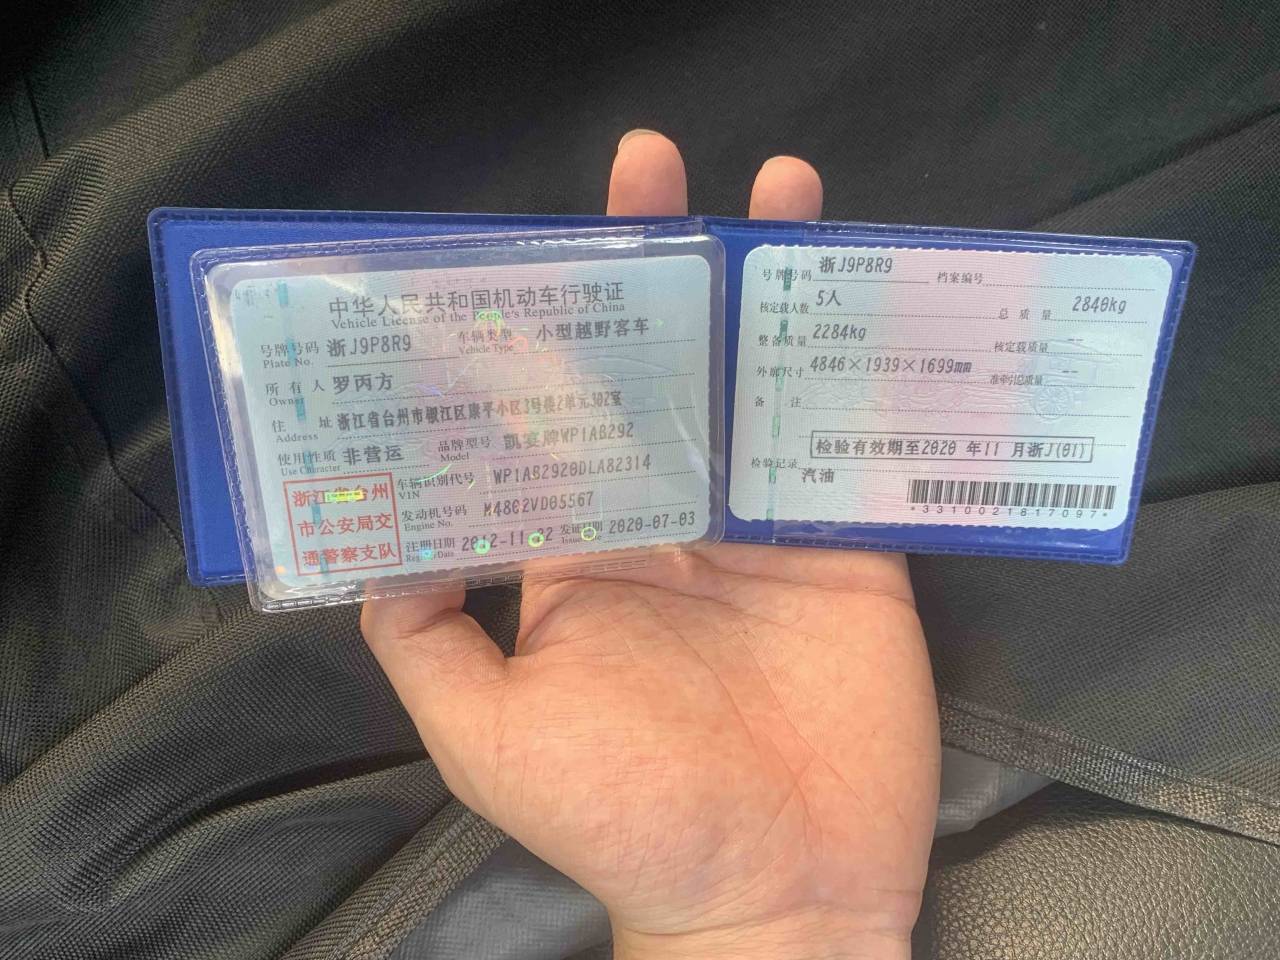 中华人民共和国机动车行驶证
Vehicle License of the People's Republic of China
号牌号码 浙J9P8R9 车辆类型 小型越野客车
Plate No. Vehicle Type
所有人 罗丙方
Owner
住址 浙江省台州市椒江区康平小区3号楼2单元302室
Address
使用性质 非营运 品牌型号 凯宴牌WP1AB292
Use Character Model
车辆识别代号 WP1AB2920DLA82314
VIN
发动机号码 M4802VD05567
Engine No.
注册日期 2012-11-22 发证日期 2020-07-03
Register Date Issue Date
浙江省台州
市公安局交
通警察支队
号牌号码 浙J9P8R9 档案编号
核定载人数 5人 总质量 2840kg
整备质量 2284kg 核定载质量 --
外廓尺寸 4846×1939×1699mm 准牵引总质量 --
备注
检验有效期至2020年11月浙J(01)
检验记录
汽油
*3310021817097*